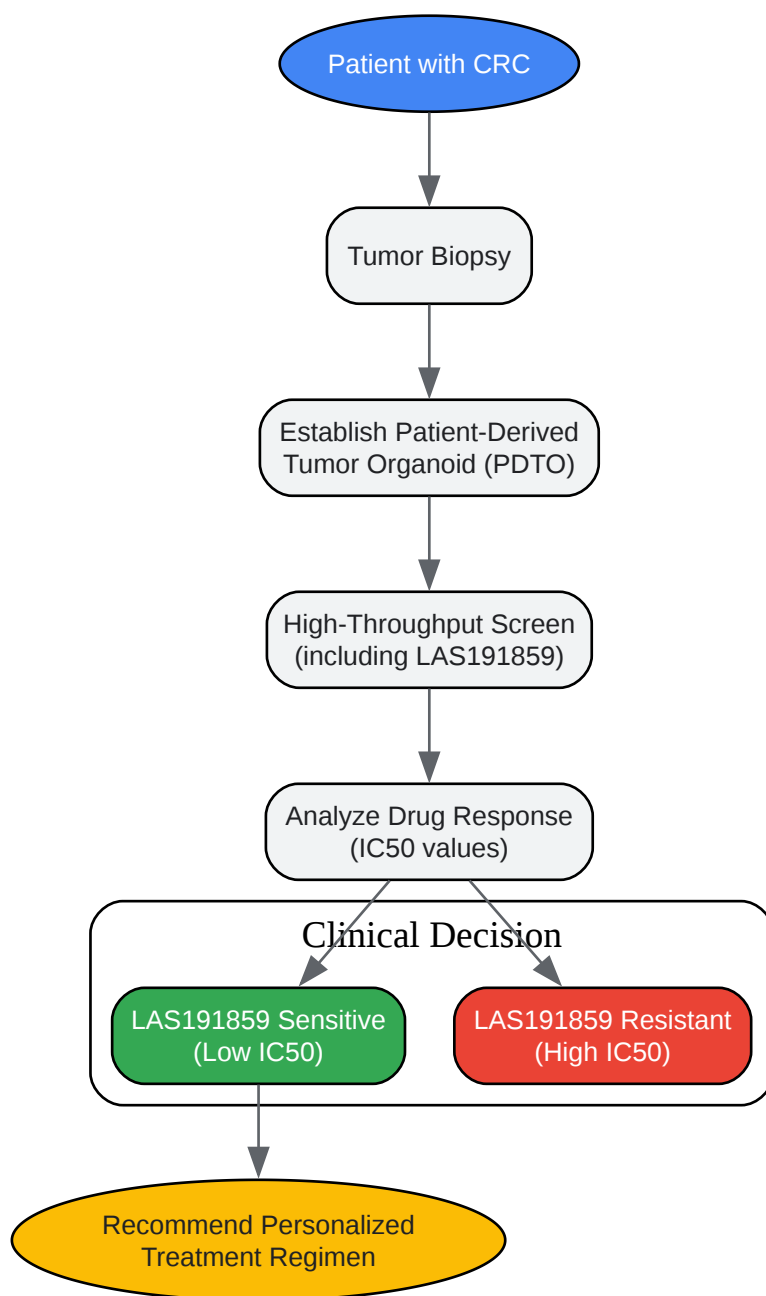 Patient with CRC
Tumor Biopsy
Establish Patient-Derived
Tumor Organoid (PDTO)
High-Throughput Screen
(including LAS191859)
Analyze Drug Response
(IC50 values)
Clinical Decision
LAS191859 Sensitive
(Low IC50)
LAS191859 Resistant
(High IC50)
Recommend Personalized
Treatment Regimen